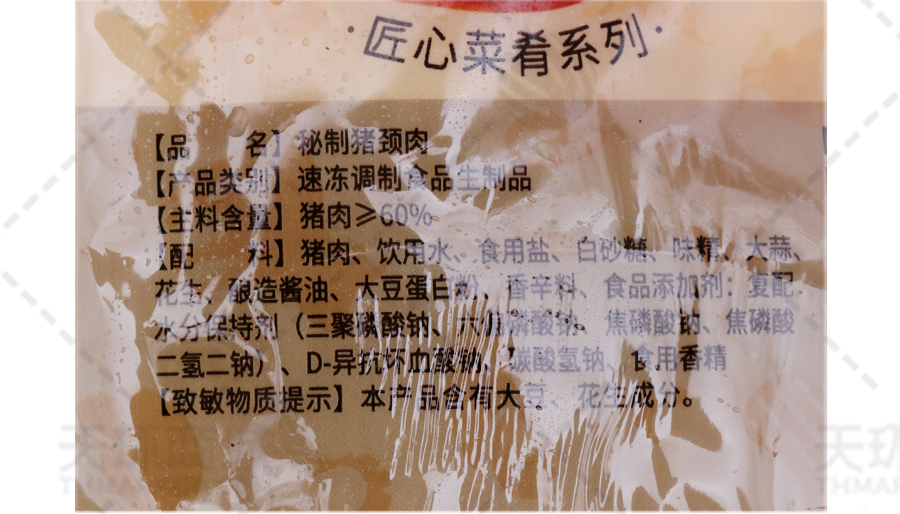 ·匠心菜肴系列·
【品 名】秘制猪颈肉
【产品类别】速冻调制食品生制品
【主料含量】猪肉≥60%
【配 料】猪肉、饮用水、食用盐、白砂糖、味精、大蒜、
花生、酿造酱油、大豆蛋白粉、香辛料、食品添加剂：复配
水分保持剂（三聚磷酸钠、六偏磷酸钠、焦磷酸钠、焦磷酸
二氢二钠）、D-异抗坏血酸钠、碳酸氢钠、食用香精
【致敏物质提示】本产品含有大豆、花生成分。